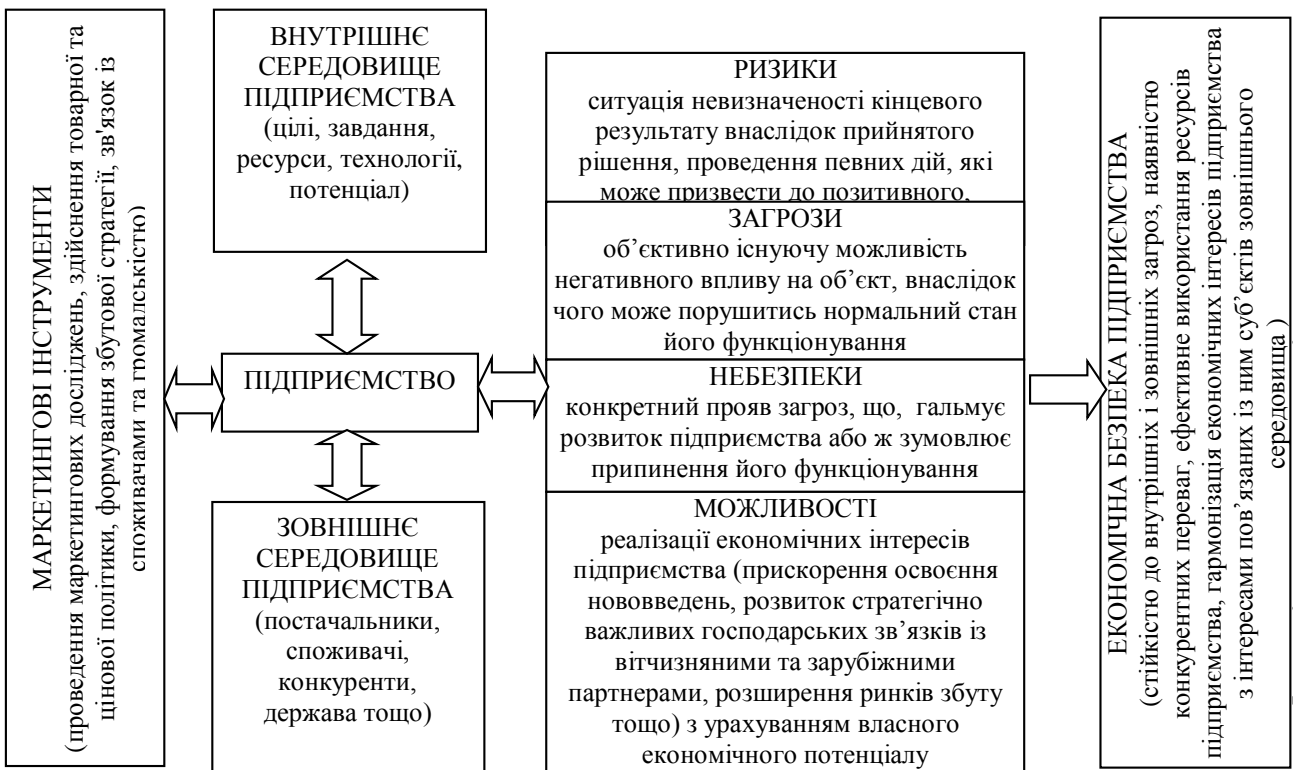 МАРКЕТИНГОВІ ІНСТРУМЕНТИ
(проведення маркетингових досліджень, здійснення товарної та
цінової політики, формування збутової стратегії, зв'язок із
споживачами та громадськістю)
ВНУТРІШНЄ
СЕРЕДОВИЩЕ
ПІДПРИЄМСТВА
(цілі, завдання,
ресурси, технології,
потенціал)
ПІДПРИЄМСТВО
ЗОВНІШНЄ
СЕРЕДОВИЩЕ
ПІДПРИЄМСТВА
(постачальники,
споживачі,
конкуренти,
держава тощо)
РИЗИКИ
ситуація невизначеності кінцевого
результату внаслідок прийнятого
рішення, проведення певних дій, які
може призвести до позитивного,
ЗАГРОЗИ
об’єктивно існуючу можливість
негативного впливу на об’єкт, внаслідок
чого може порушитись нормальний стан
його функціонування
НЕБЕЗПЕКИ
конкретний прояв загроз, що, гальмує
розвиток підприємства або ж зумовлює
припинення його функціонування
МОЖЛИВОСТІ
реалізації економічних інтересів
підприємства (прискорення освоєння
нововведень, розвиток стратегічно
важливих господарських зв’язків із
вітчизняними та зарубіжними
партнерами, розширення ринків збуту
тощо) з урахуванням власного
економічного потенціалу
ЕКОНОМІЧНА БЕЗПЕКА ПІДПРИЄМСТВА
(стійкістю до внутрішніх і зовнішніх загроз, наявністю
конкурентних переваг, ефективне використання ресурсів
підприємства, гармонізація економічних інтересів підприємства
з інтересами пов’язаних із ним суб’єктів зовнішнього
середовища )